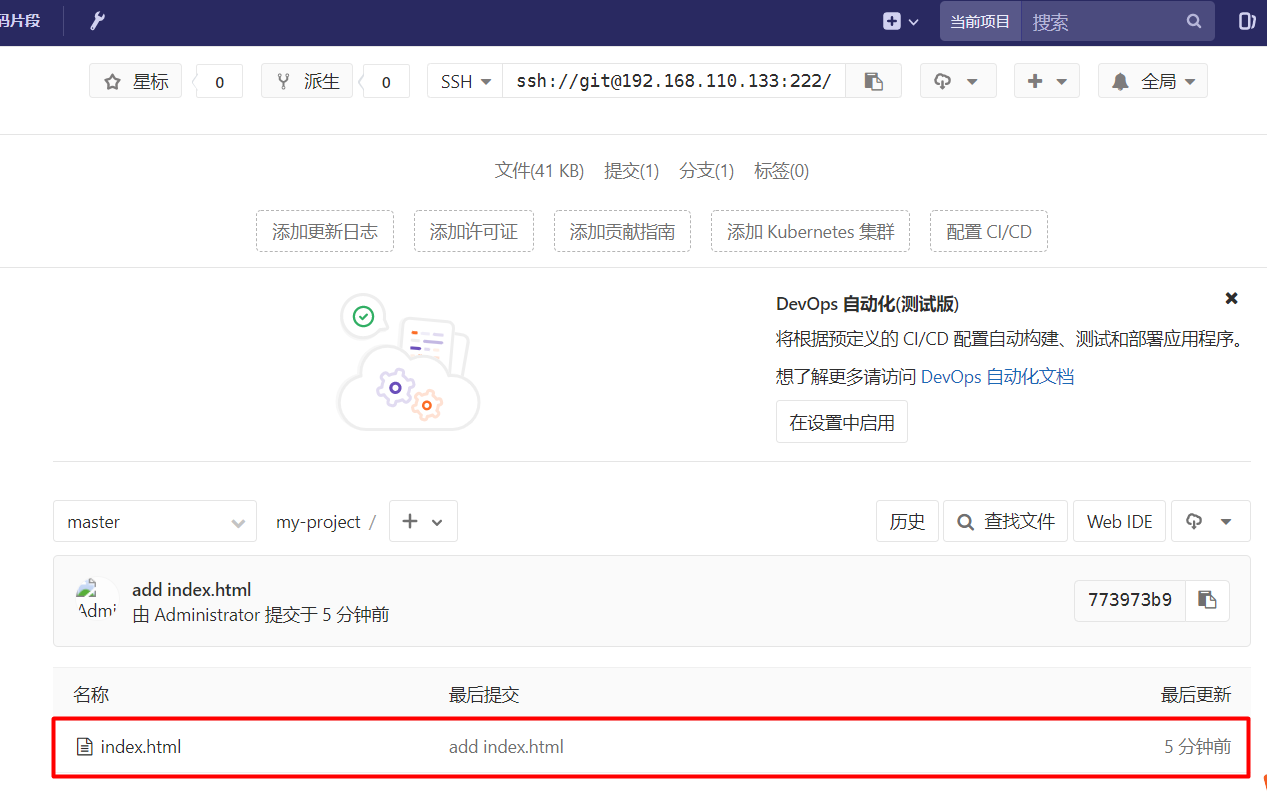 码片段
当前项目 搜索
星标 0 派生 0 SSH ssh://git@192.168.110.133:222/ 全局
文件(41 KB) 提交(1) 分支(1) 标签(0)
添加更新日志 添加许可证 添加贡献指南 添加 Kubernetes 集群 配置 CI/CD
DevOps 自动化(测试版)
将根据预定义的 CI/CD 配置自动构建、测试和部署应用程序。
想了解更多请访问 DevOps 自动化文档
在设置中启用
master my-project / 历史 查找文件 Web IDE
add index.html
Admi 由 Administrator 提交于 5 分钟前 773973b9
名称 最后提交 最后更新
index.html add index.html 5 分钟前